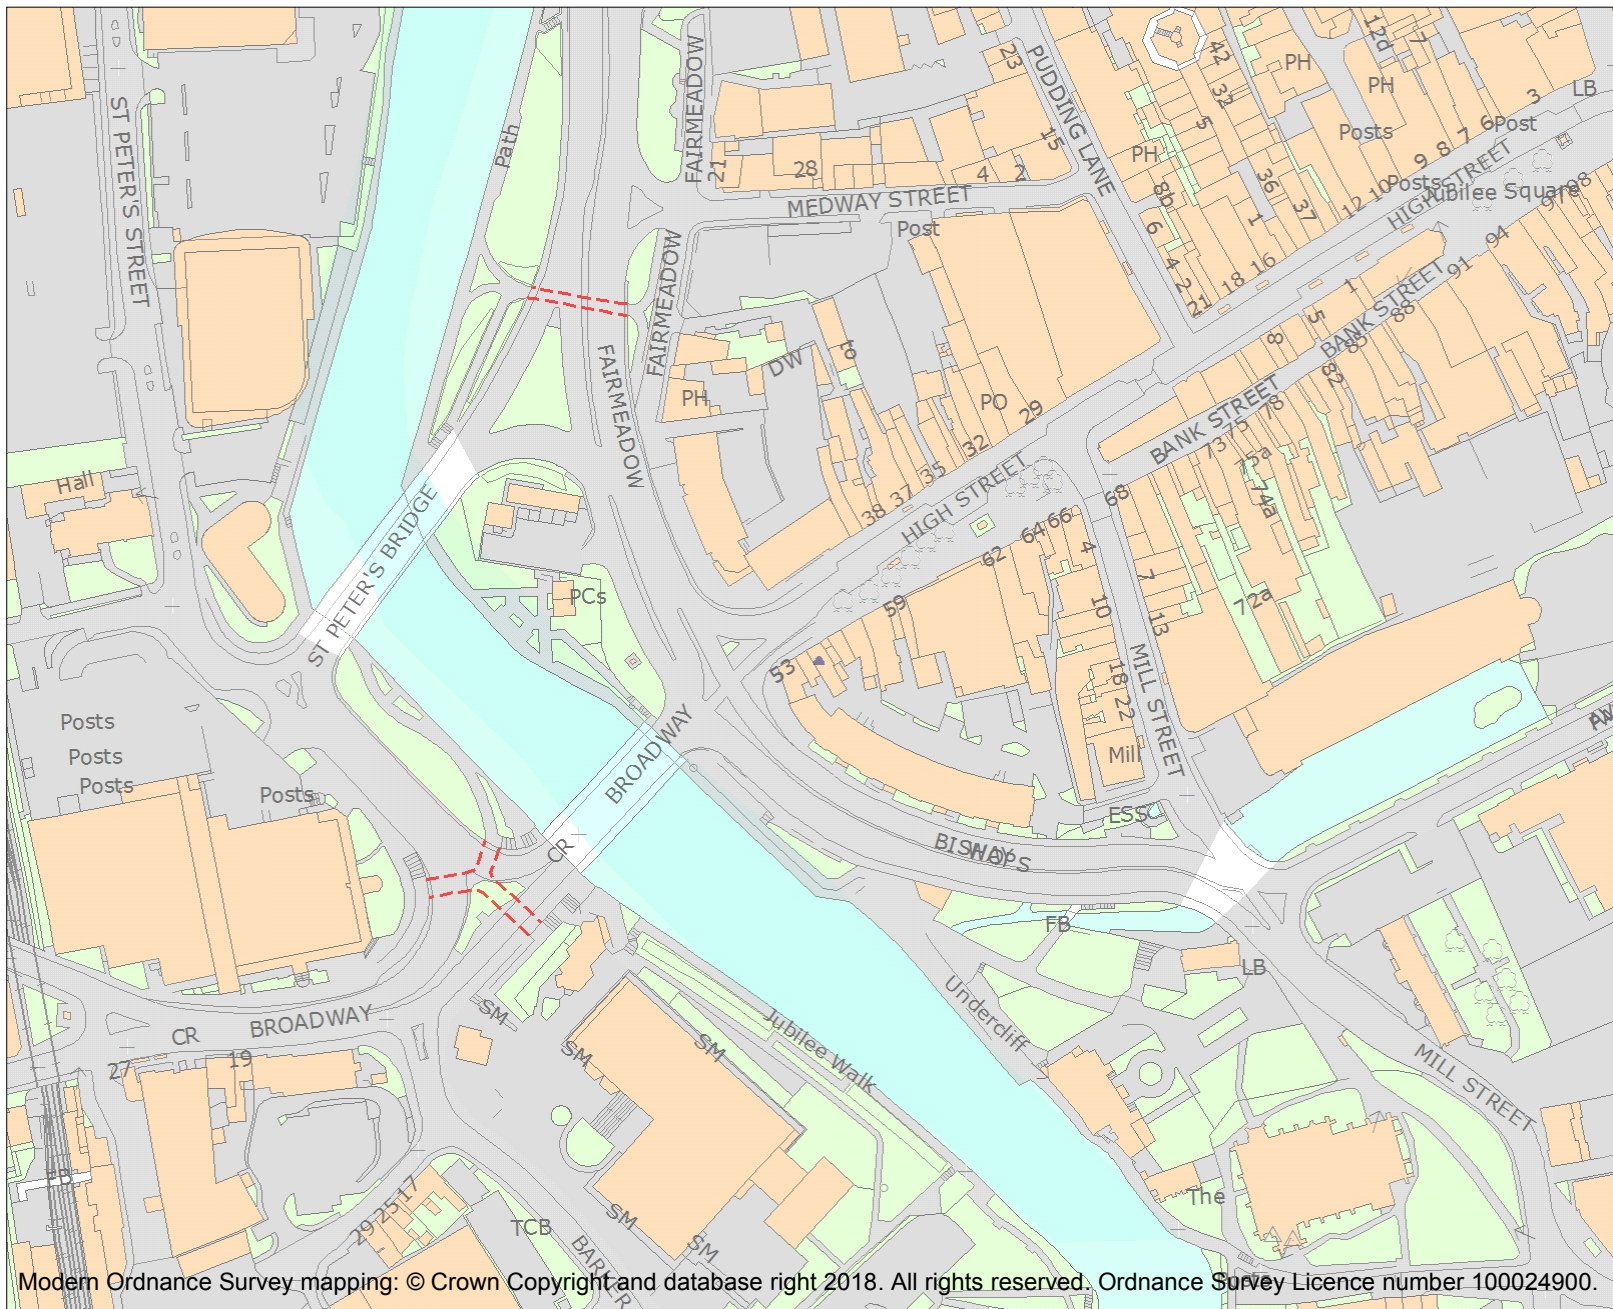 ST PETER'S STREET
Path
FAIRMEADOW
21
28
4
2
MEDWAY STREET
Post
23
PUDDING LANE
15
PH
8b
6
4
2
21
42
32
5
36
37
1
18
16
PH
12d
7
PH
Posts
3
LB
Post
6
7
8
9
10
12
Posts
HIGH STREET
Jubilee Square
98
97
94
91
BANK STREET
88
85
82
1
5
8
BANK STREET
78
75
73
75a
74a
72a
FAIRMEADOW
FAIRMEADOW
PH
DW
to
PO
29
32
35
37
38
HIGH STREET
68
66
64
62
59
53
4
10
18
22
7
13
MILL STREET
Mill
ESS
Hall
ST PETER'S BRIDGE
PCs
BROADWAY
CR
Posts
Posts
Posts
Posts
BISHOPS
WAY
FB
LB
Undercliff
Jubilee Walk
MILL STREET
SM
SM
SM
SM
SM
CR
BROADWAY
27
19
FB
29
25
17
TCB
BARKER
The
Modern Ordnance Survey mapping: © Crown Copyright and database right 2018. All rights reserved. Ordnance Survey Licence number 100024900.